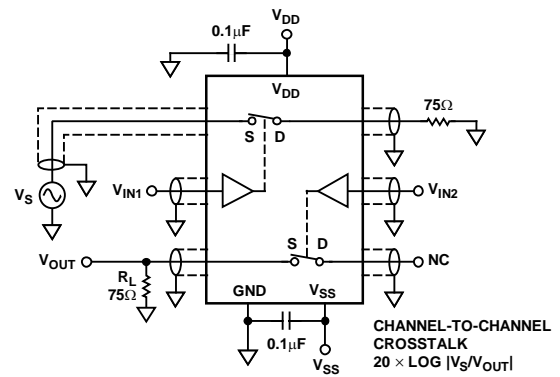 VDD
0.1μF
VDD
75Ω
S D
VS
VIN1
VIN2
VOUT
S D
NC
RL
75Ω
GND
VSS
0.1μF
VSS
CHANNEL-TO-CHANNEL
CROSSTALK
20 × LOG |VS/VOUT|